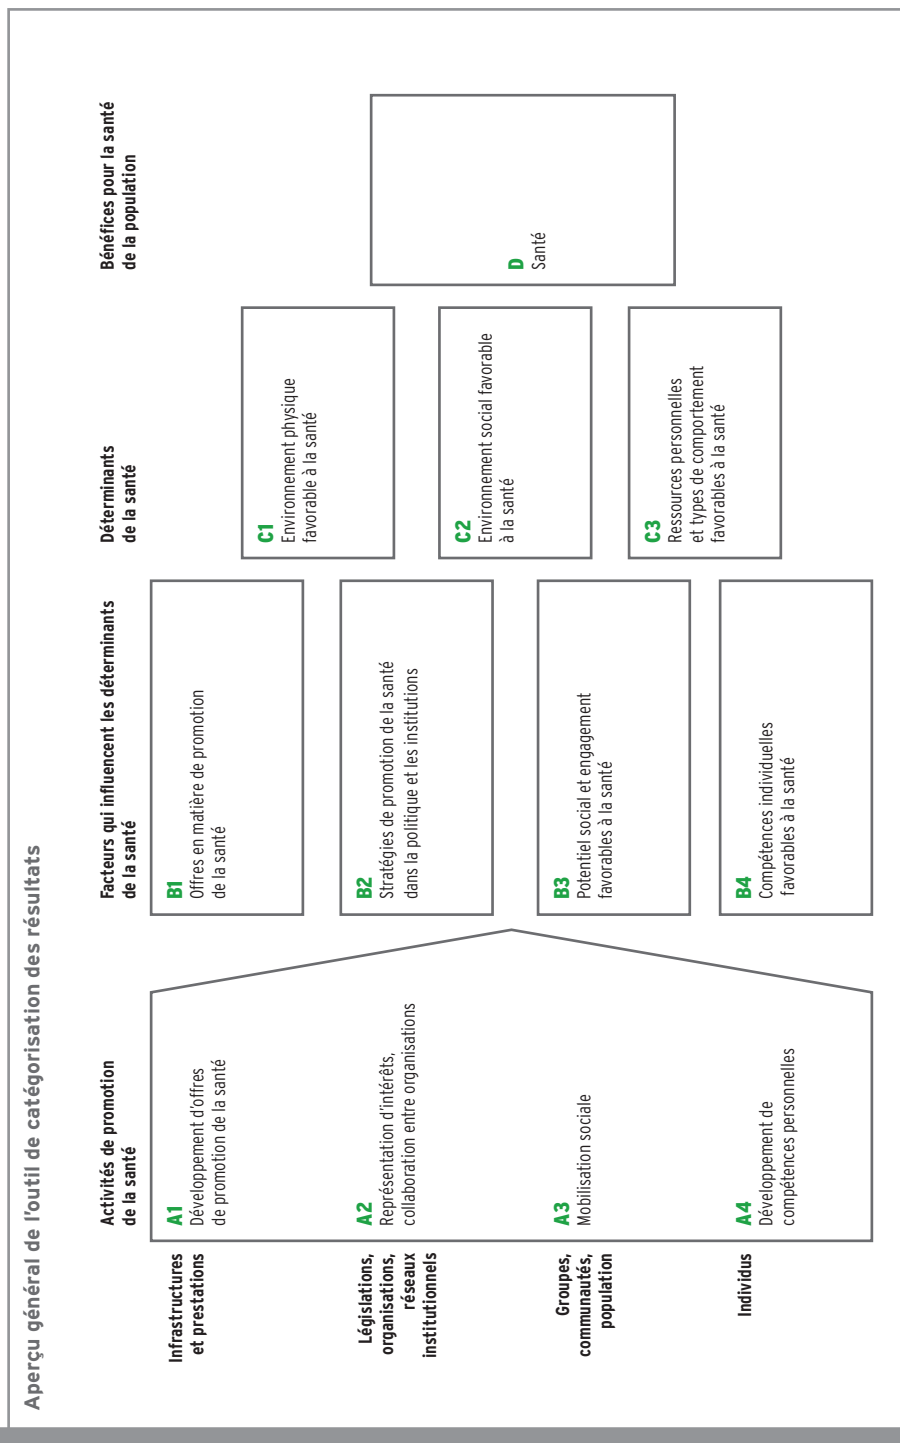 Aperçu général de l'outil de catégorisation des résultats
Activités de promotion
de la santé
Facteurs qui influencent les déterminants
de la santé
Déterminants
de la santé
Bénéfices pour la santé
de la population
Infrastructures
et prestations
A1
Développement d'offres
de promotion de la santé
B1
Offres en matière de promotion
de la santé
C1
Environnement physique
favorable à la santé
Législations,
organisations,
réseaux
institutionnels
A2
Représentation d'intérêts,
collaboration entre organisations
B2
Stratégies de promotion de la santé
dans la politique et les institutions
C2
Environnement social favorable
à la santé
D
Santé
Groupes,
communautés,
population
A3
Mobilisation sociale
B3
Potentiel social et engagement
favorables à la santé
C3
Ressources personnelles
et types de comportement
favorables à la santé
Individus
A4
Développement de
compétences personnelles
B4
Compétences individuelles
favorables à la santé